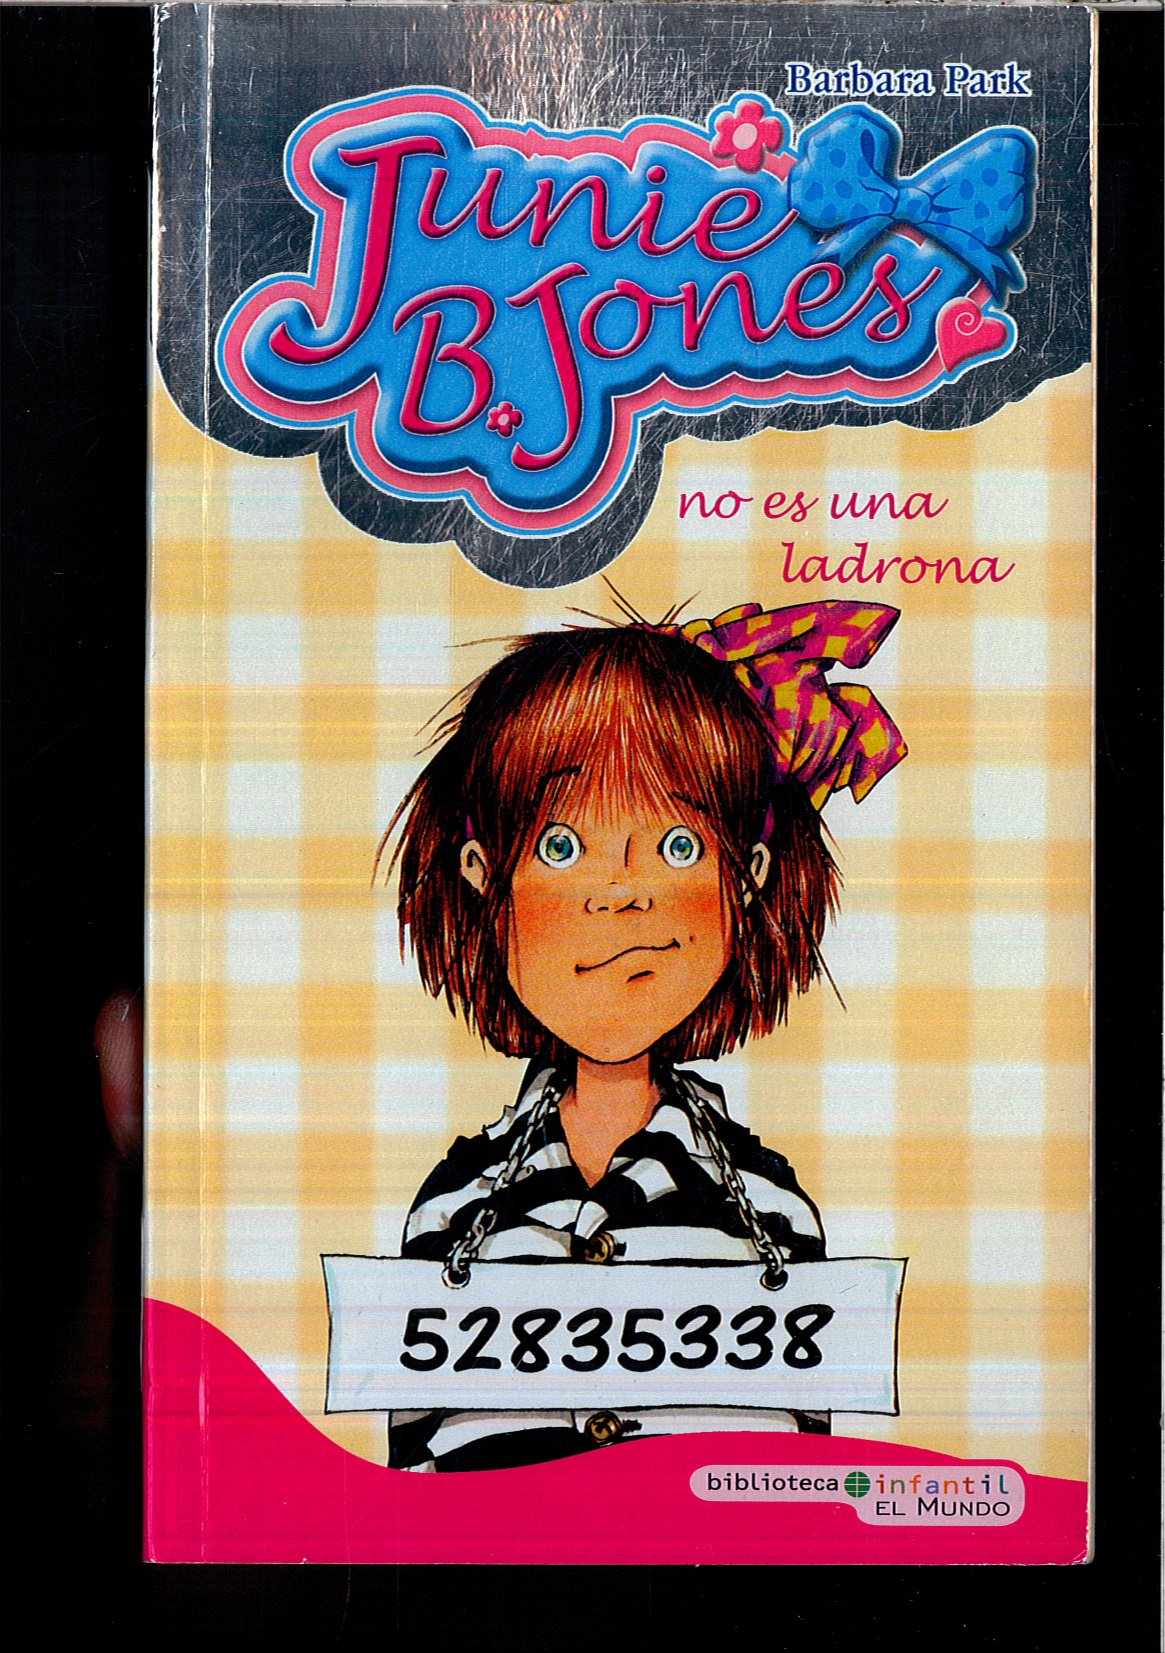 Barbara Park
Junie
B. Jones
no es una
ladrona
52835338
biblioteca infantil
EL MUNDO